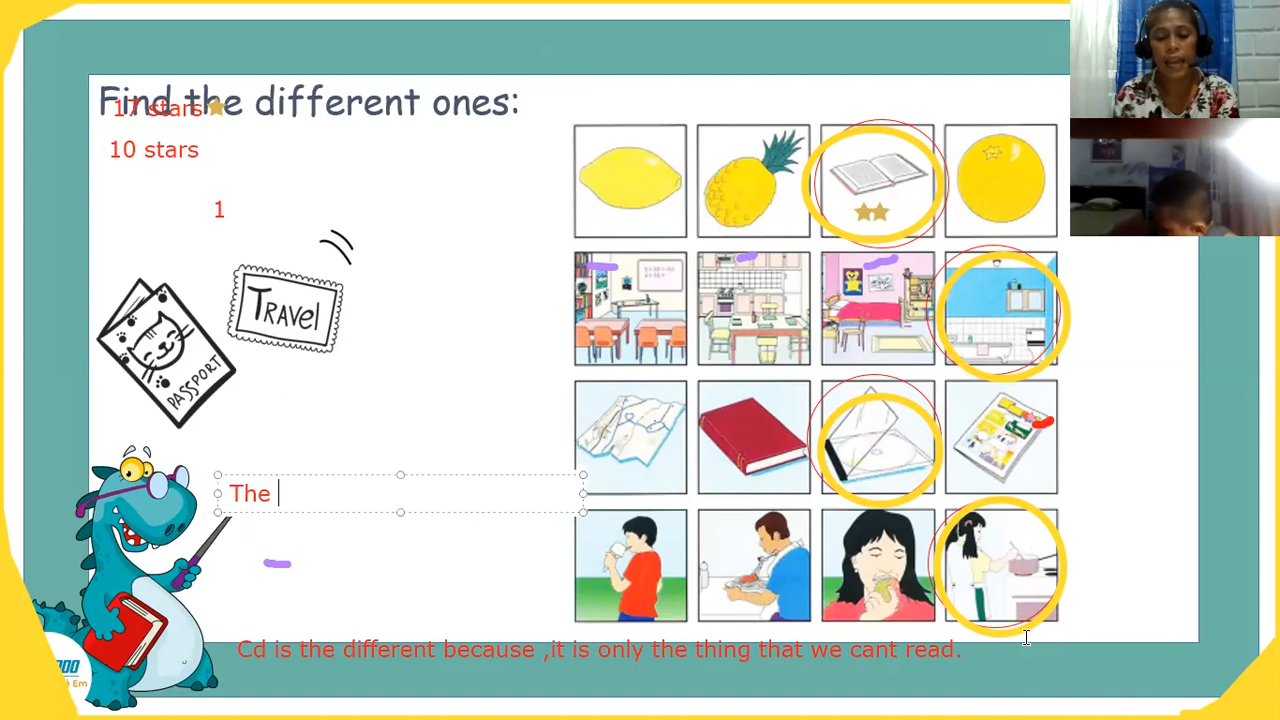 Find the different ones:
17 stars
10 stars
1
TRAVEL
PASSPORT
The
Cd is the different because ,it is only the thing that we cant read.